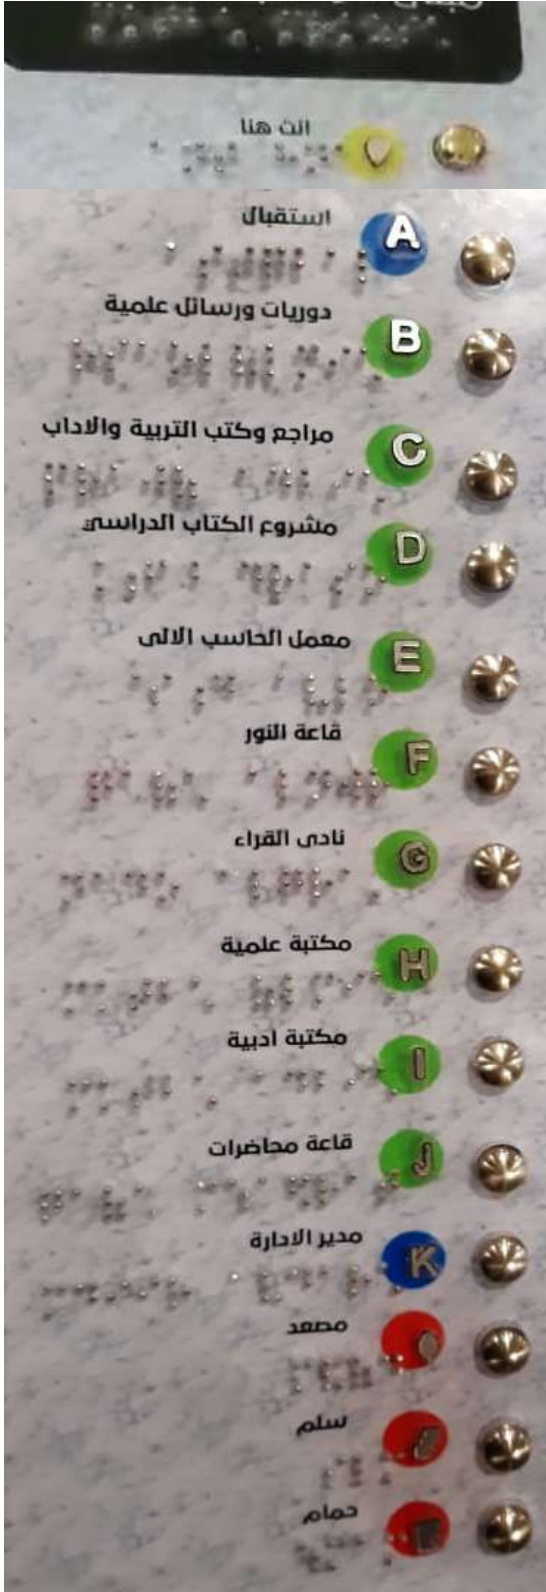 انت هنا
A استقبال
B دوريات ورسائل علمية
C مراجع وكتب التربية والاداب
D مشروع الكتاب الدراسي
E معمل الحاسب الالى
F قاعة النور
G نادى القراء
H مكتبة علمية
I مكتبة ادبية
J قاعة محاضرات
K مدير الادارة
مصعد
سلم
حمام